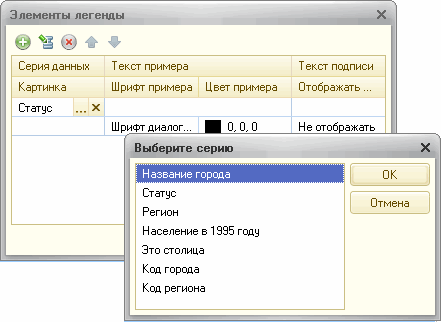 Элементы легенды
Серия данных Текст примера Текст подписи
Картинка Шрифт примера Цвет примера Отображать ...
Статус ...
Шрифт диалог... 0, 0, 0 Не отображать
Выберите серию
Название города
Статус
Регион
Население в 1995 году
Это столица
Код города
Код региона
OK
Отмена